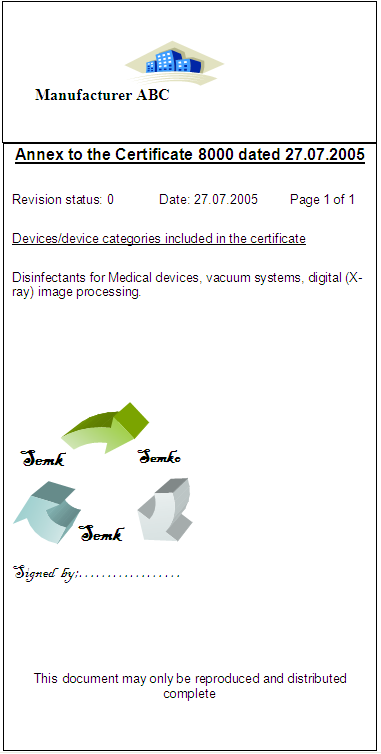 Manufacturer ABC
Annex to the Certificate 8000 dated 27.07.2005
Revision status: 0 Date: 27.07.2005 Page 1 of 1
Devices/device categories included in the certificate
Disinfectants for Medical devices, vacuum systems, digital (X-
ray) image processing.
Semk Semko
Semk
Signed by:………………
This document may only be reproduced and distributed
complete